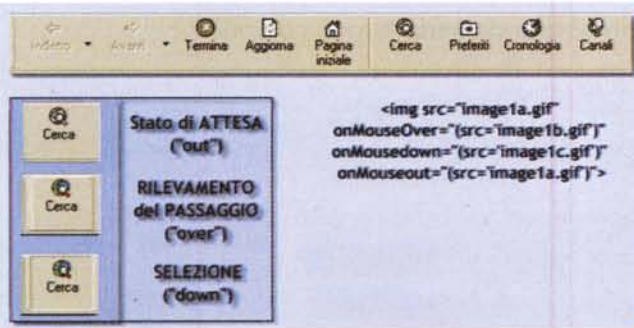 Indietro Avanti Termina Aggiorna Pagina iniziale Cerca Preferiti Cronologia Canali
Cerca
Stato di ATTESA
("out")
Cerca
RILEVAMENTO
del PASSAGGIO
("over")
Cerca
SELEZIONE
("down")
<img src="image1a.gif"
onMouseOver="(src='image1b.gif')"
onMousedown="(src='image1c.gif')"
onMouseout="(src='image1a.gif')">